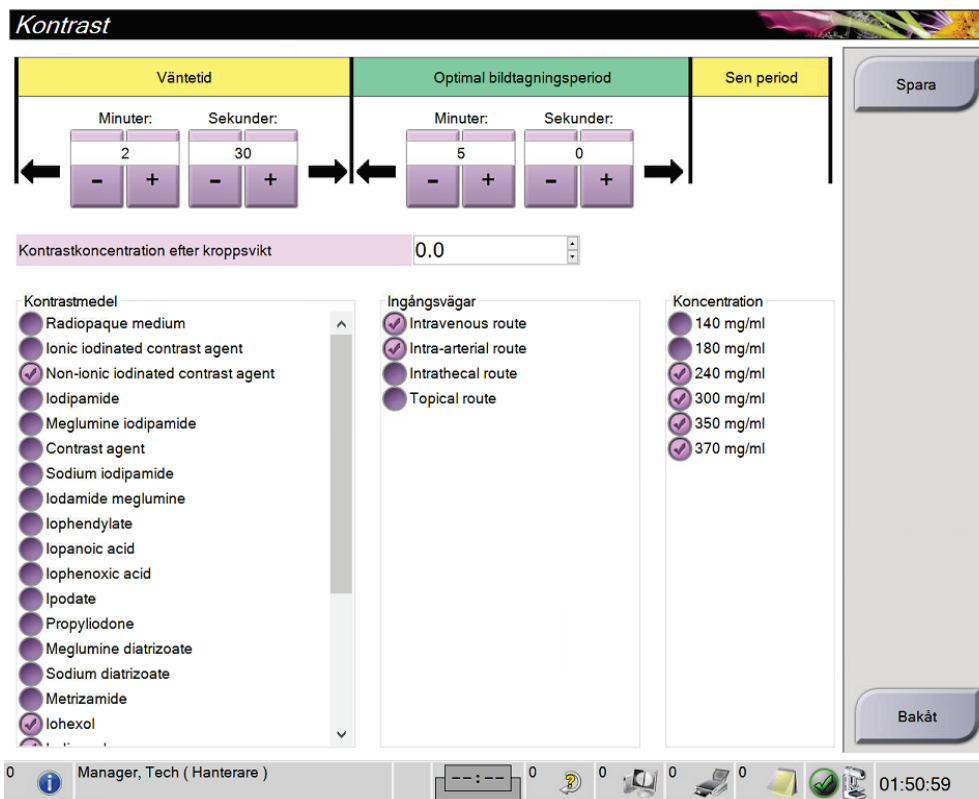 Kontrast
Väntetid Optimal bildtagningsperiod Sen period
Spara
Minuter: Sekunder: Minuter: Sekunder:
2 30 5 0
- + - + - + - +
Kontrastkoncentration efter kroppsvikt 0.0
Kontrastmedel
Radiopaque medium
Ionic iodinated contrast agent
Non-ionic iodinated contrast agent
Iodipamide
Meglumine iodipamide
Contrast agent
Sodium iodipamide
Iodamide meglumine
Iophendylate
Iopanoic acid
Iophenoxic acid
Ipodate
Propyliodone
Meglumine diatrizoate
Sodium diatrizoate
Metrizamide
Iohexol
Ingångsvägar
Intravenous route
Intra-arterial route
Intrathecal route
Topical route
Koncentration
140 mg/ml
180 mg/ml
240 mg/ml
300 mg/ml
350 mg/ml
370 mg/ml
Bakåt
0 Manager, Tech ( Hanterare ) --:-- 0 0 0 0 01:50:59